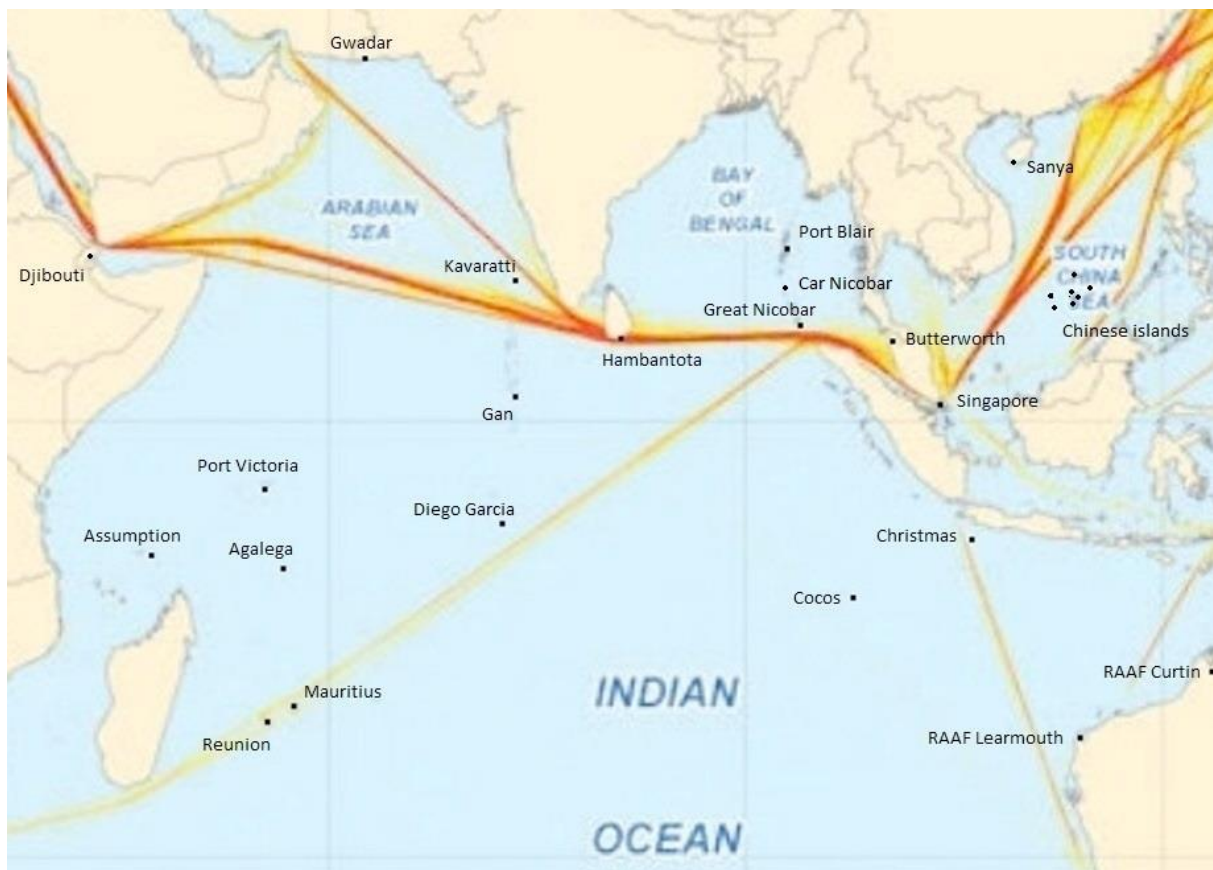 Gwadar
Sanya
BAY
OF
BENGAL
ARABIAN
SEA
Port Blair
Djibouti
Kavaratti
SOUTH
CHINA
SEA
Car Nicobar
Great Nicobar
Chinese islands
Butterworth
Hambantota
Singapore
Gan
Port Victoria
Diego Garcia
Assumption
Agalega
Christmas
Cocos
RAAF Curtin
INDIAN
Mauritius
Reunion
RAAF Learmouth
OCEAN